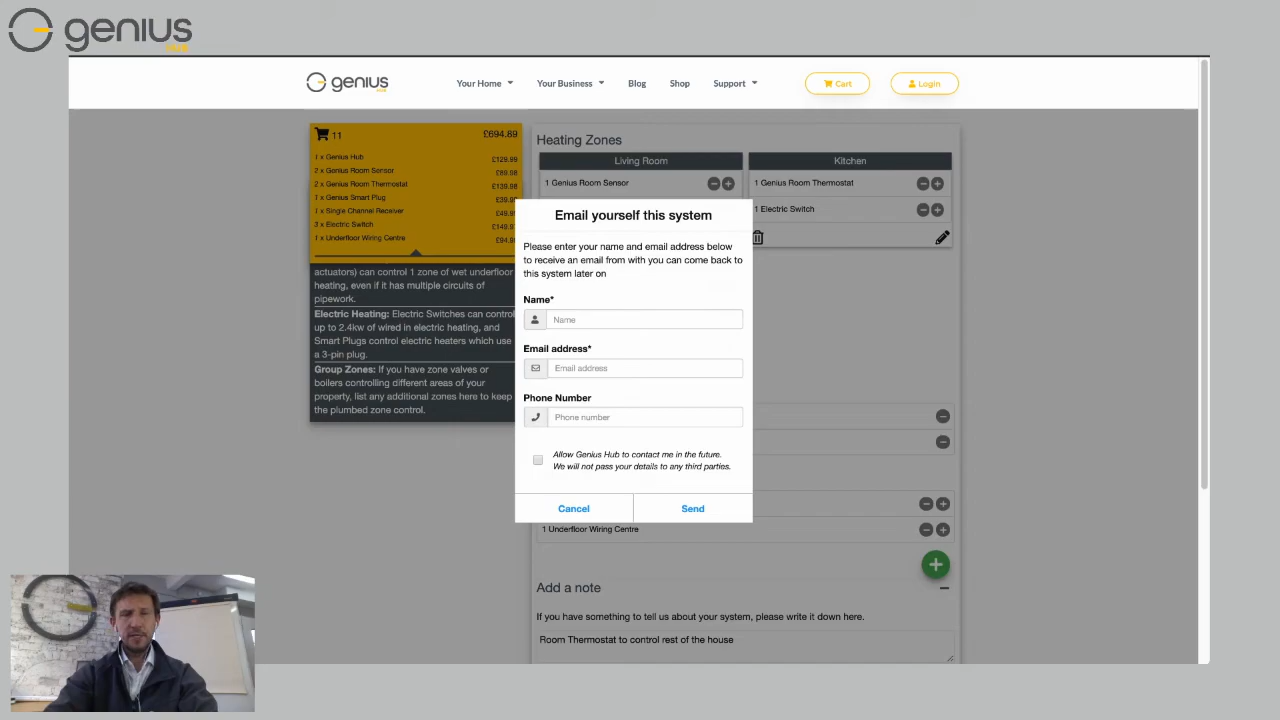 genius
HUB
genius
Your Home
Your Business
Blog
Shop
Support
Cart
Login
11
£694.89
1 x Genius Hub
£129.99
2 x Genius Room Sensor
£89.98
2 x Genius Room Thermostat
£139.98
1 x Genius Smart Plug
£39.9
1 x Single Channel Receiver
£49.9
3 x Electric Switch
£149.9
1 x Underfloor Wiring Centre
£94.9
actuators) can control 1 zone of wet underfloor
heating, even if it has multiple circuits of
pipework.
Electric Heating: Electric Switches can control
up to 2.4kw of wired in electric heating, and
Smart Plugs control electric heaters which use
a 3-pin plug.
Group Zones: If you have zone valves or
boilers controlling different areas of your
property, list any additional zones here to keep
the plumbed zone control.
Heating Zones
Living Room
Kitchen
1 Genius Room Sensor
1 Genius Room Thermostat
1 Electric Switch
Email yourself this system
Please enter your name and email address below
to receive an email from with you can come back to
this system later on
Name*
Name
Email address*
Email address
Phone Number
Phone number
Allow Genius Hub to contact me in the future.
We will not pass your details to any third parties.
Cancel
Send
1 Underfloor Wiring Centre
Add a note
If you have something to tell us about your system, please write it down here.
Room Thermostat to control rest of the house